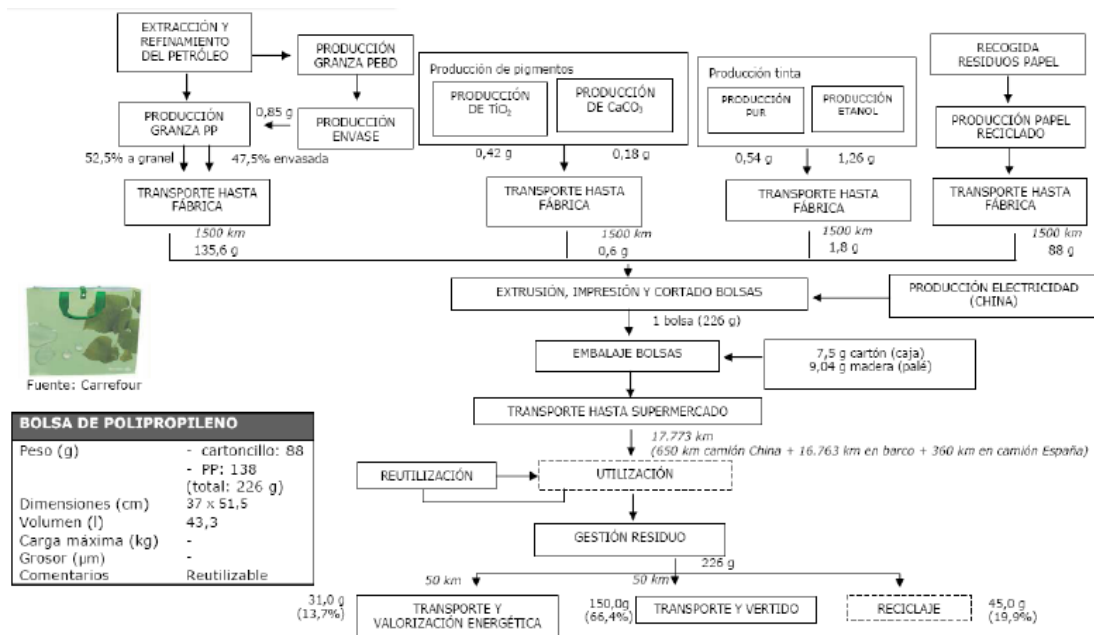 EXTRACCIÓN Y
REFINAMIENTO
DEL PETRÓLEO
PRODUCCIÓN
GRANZA PEBD
Producción de pigmentos
PRODUCCIÓN
DE TiO₂
PRODUCCIÓN
DE CaCO₃
Producción tinta
PRODUCCIÓN
PUR
PRODUCCIÓN
ETANOL
RECOGIDA
RESIDUOS PAPEL
PRODUCCIÓN
GRANZA PP
0,85 g
PRODUCCIÓN
ENVASE
PRODUCCIÓN PAPEL
RECICLADO
52,5% a granel
47,5% envasada
0,42 g
0,18 g
0,54 g
1,26 g
TRANSPORTE HASTA
FÁBRICA
TRANSPORTE HASTA
FÁBRICA
TRANSPORTE HASTA
FÁBRICA
TRANSPORTE HASTA
FÁBRICA
1500 km
135,6 g
1500 km
0,6 g
1500 km
1,8 g
1500 km
88 g
EXTRUSIÓN, IMPRESIÓN Y CORTADO BOLSAS
PRODUCCIÓN ELECTRICIDAD
(CHINA)
1 bolsa (226 g)
EMBALAJE BOLSAS
7,5 g cartón (caja)
9,04 g madera (palé)
Fuente: Carrefour
TRANSPORTE HASTA SUPERMERCADO
17.773 km
(650 km camión China + 16.763 km en barco + 360 km en camión España)
REUTILIZACIÓN
UTILIZACIÓN
GESTIÓN RESIDUO
226 g
BOLSA DE POLIPROPILENO
Peso (g) - cartoncillo: 88
- PP: 138
(total: 226 g)
Dimensiones (cm) 37 x 51,5
Volumen (l) 43,3
Carga máxima (kg) -
Grosor (µm) -
Comentarios Reutilizable
50 km
50 km
31,0 g
(13,7%)
TRANSPORTE Y
VALORIZACIÓN ENERGÉTICA
150,0g
(66,4%)
TRANSPORTE Y VERTIDO
RECICLAJE
45,0 g
(19,9%)